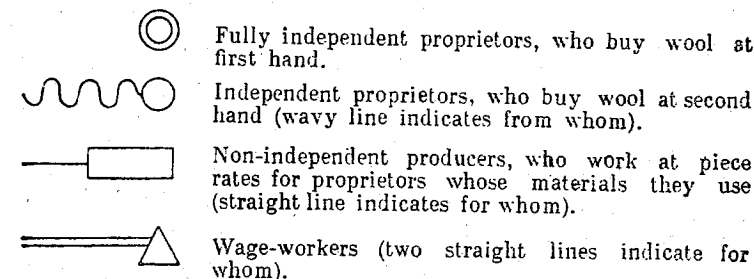 Fully independent proprietors, who buy wool at
first hand.
Independent proprietors, who buy wool at second
hand (wavy line indicates from whom).
Non-independent producers, who work at piece
rates for proprietors whose materials they use
(straight line indicates for whom).
Wage-workers (two straight lines indicate for
whom).